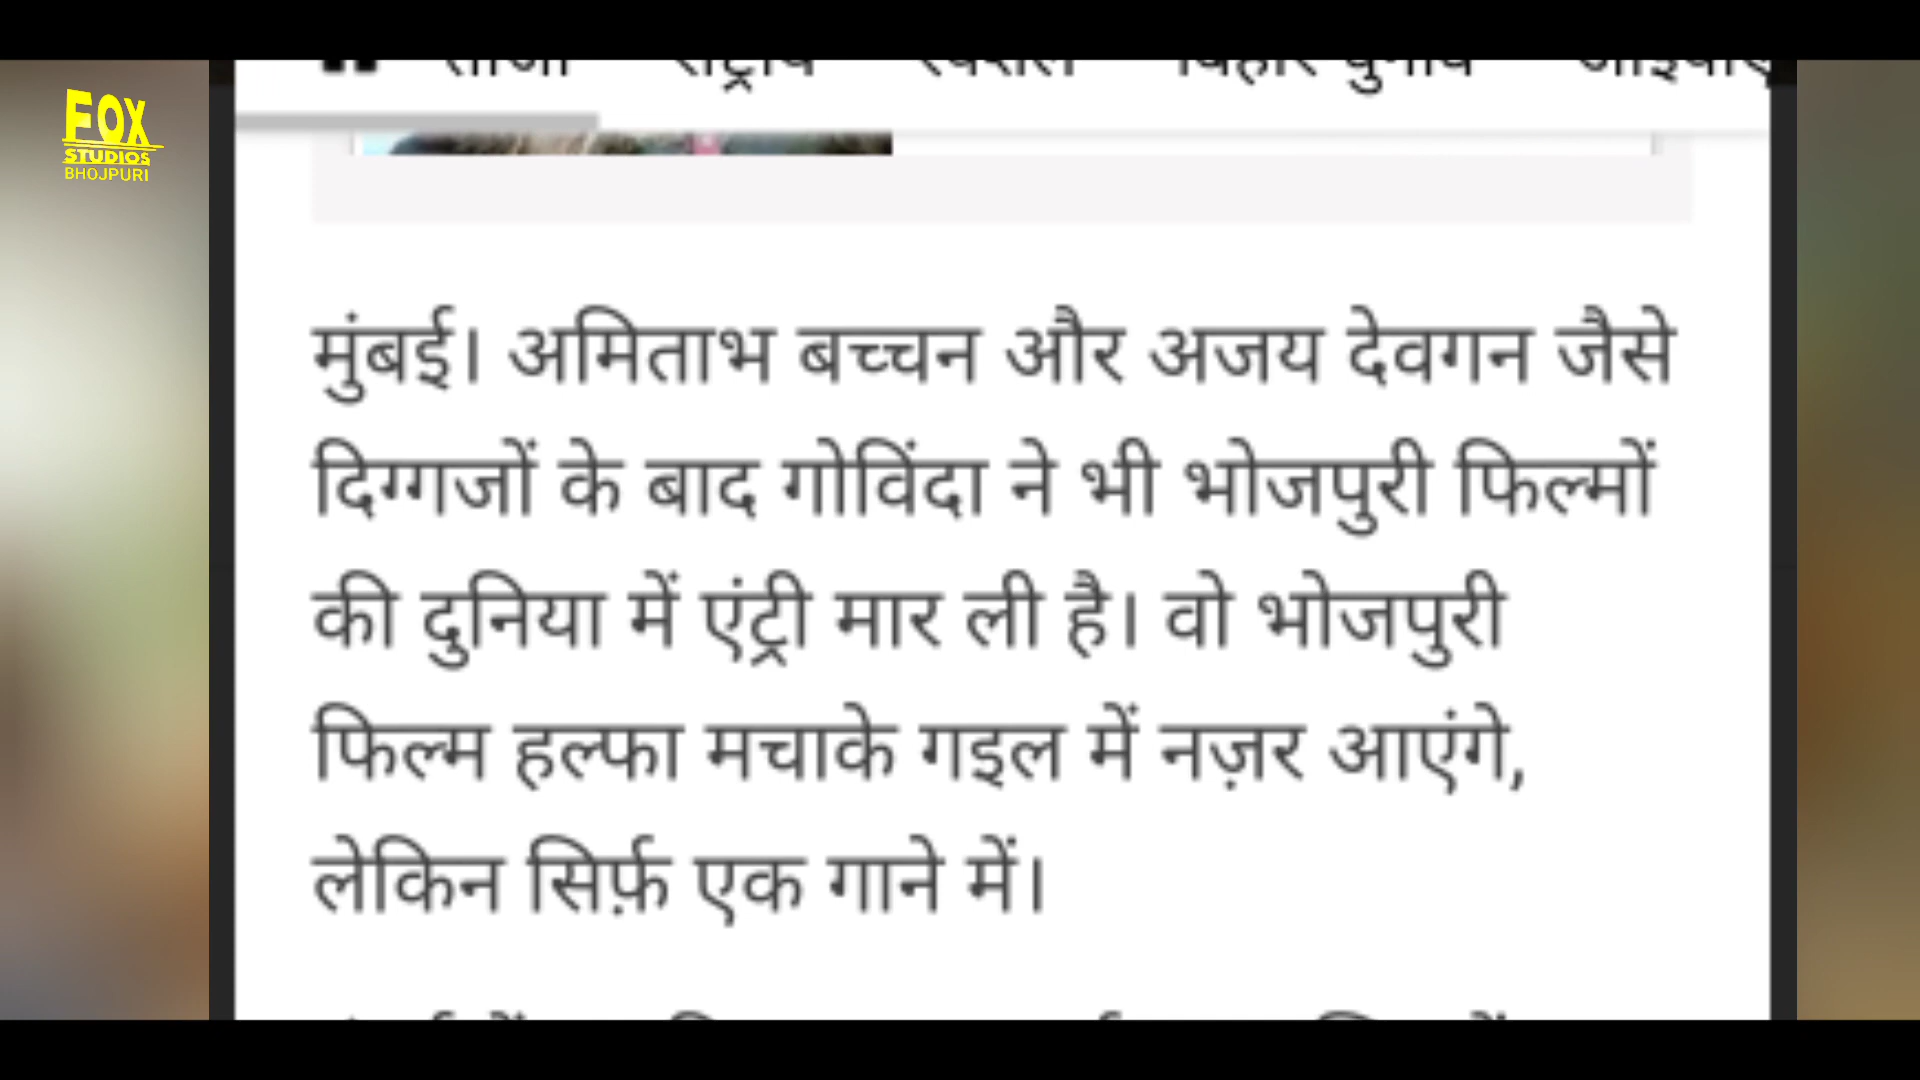 FOX
STUDIOS
BHOJPURI
मुंबई। अमिताभ बच्चन और अजय देवगन जैसे
दिग्गजों के बाद गोविंदा ने भी भोजपुरी फिल्मों
की दुनिया में एंट्री मार ली है। वो भोजपुरी
फिल्म हल्फा मचाके गइल में नज़र आएंगे,
लेकिन सिर्फ़ एक गाने में।